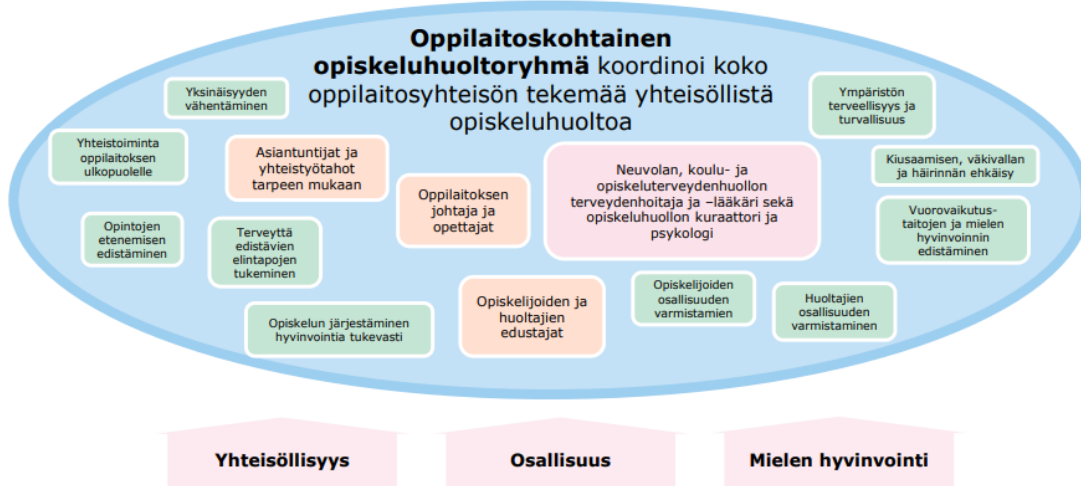 Oppilaitoskohtainen
opiskeluhuoltoryhmä koordinoi koko
oppilaitosyhteisön tekemää yhteisöllistä
opiskeluhuoltoa
Yksinäisyyden
vähentäminen
Ympäristön
terveellisyys ja
turvallisuus
Yhteistoiminta
oppilaitoksen
ulkopuolelle
Asiantuntijat ja
yhteistyötahot
tarpeen mukaan
Oppilaitoksen
johtaja ja
opettajat
Neuvolan, koulu- ja
opiskeluterveydenhuollon
terveydenhoitaja ja –lääkäri sekä
opiskeluhuollon kuraattori ja
psykologi
Kiusaamisen, väkivallan
ja häirinnän ehkäisy
Opintojen
etenemisen
edistäminen
Terveyttä
edistävien
elintapojen
tukeminen
Vuorovaikutus-
taitojen ja mielen
hyvinvoinnin
edistäminen
Opiskelun järjestäminen
hyvinvointia tukevasti
Opiskelijoiden ja
huoltajien
edustajat
Opiskelijoiden
osallisuuden
varmistamien
Huoltajien
osallisuuden
varmistaminen
Yhteisöllisyys
Osallisuus
Mielen hyvinvointi